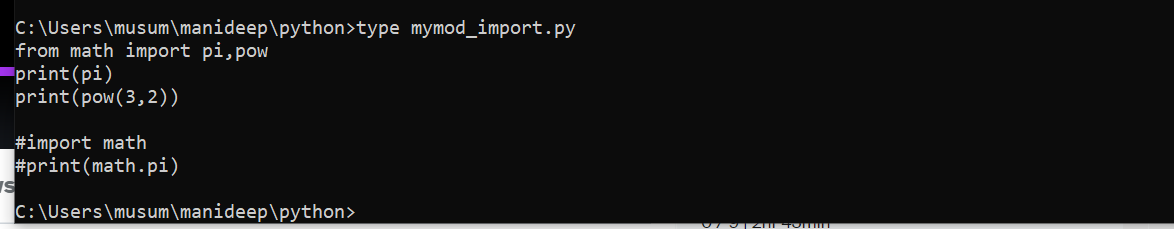 C:\Users\musum\manideep\python>type mymod_import.py
from math import pi,pow
print(pi)
print(pow(3,2))
#import math
#print(math.pi)
C:\Users\musum\manideep\python>